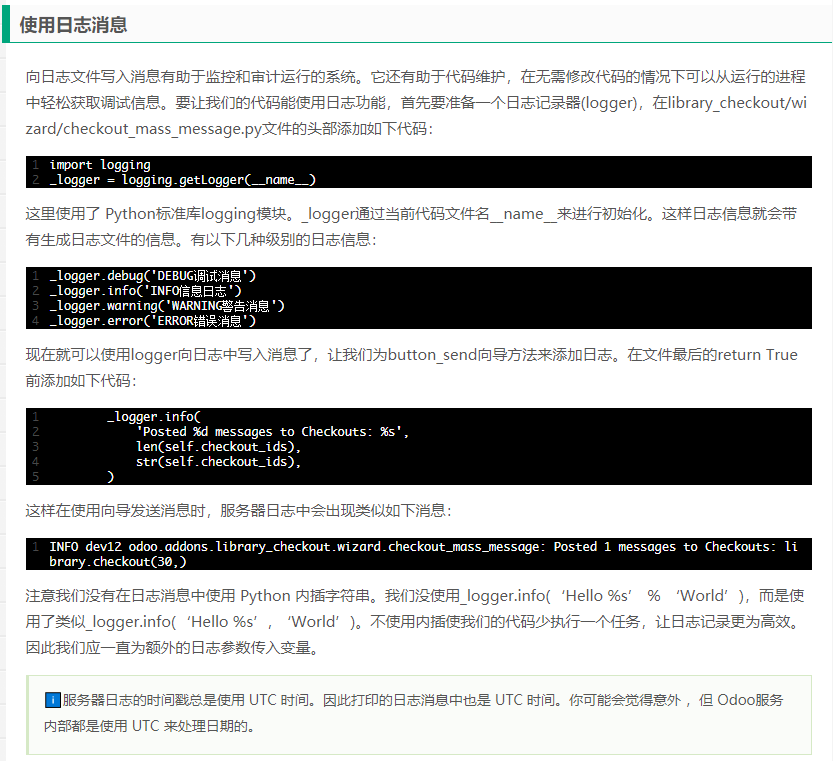 使用日志消息
向日志文件写入消息有助于监控和审计运行的系统。它还有助于代码维护，在无需修改代码的情况下可以从运行的进程
中轻松获取调试信息。要让我们的代码能使用日志功能，首先要准备一个日志记录器(logger)，在library_checkout/wi
zard/checkout_mass_message.py文件的头部添加如下代码：
1 import logging
2 _logger = logging.getLogger(__name__)
这里使用了 Python标准库logging模块。_logger通过当前代码文件名__name__来进行初始化。这样日志信息就会带
有生成日志文件的信息。有以下几种级别的日志信息：
1 _logger.debug('DEBUG调试消息')
2 _logger.info('INFO信息日志')
3 _logger.warning('WARNING警告消息')
4 _logger.error('ERROR错误消息')
现在就可以使用logger向日志中写入消息了，让我们为button_send向导方法来添加日志。在文件最后的return True
前添加如下代码：
1         _logger.info(
2             'Posted %d messages to Checkouts: %s',
3             len(self.checkout_ids),
4             str(self.checkout_ids),
5         )
这样在使用向导发送消息时，服务器日志中会出现类似如下消息：
1 INFO dev12 odoo.addons.library_checkout.wizard.checkout_mass_message: Posted 1 messages to Checkouts: li
brary.checkout(30,)
注意我们没有在日志消息中使用 Python 内插字符串。我们没使用_logger.info(‘Hello %s’ % ‘World’)，而是使
用了类似_logger.info(‘Hello %s’, ‘World’)。不使用内插使我们的代码少执行一个任务，让日志记录更为高效。
因此我们应一直为额外的日志参数传入变量。
ℹ️服务器日志的时间戳总是使用 UTC 时间。因此打印的日志消息中也是 UTC 时间。你可能会觉得意外 ，但 Odoo服务
内部都是使用 UTC 来处理日期的。